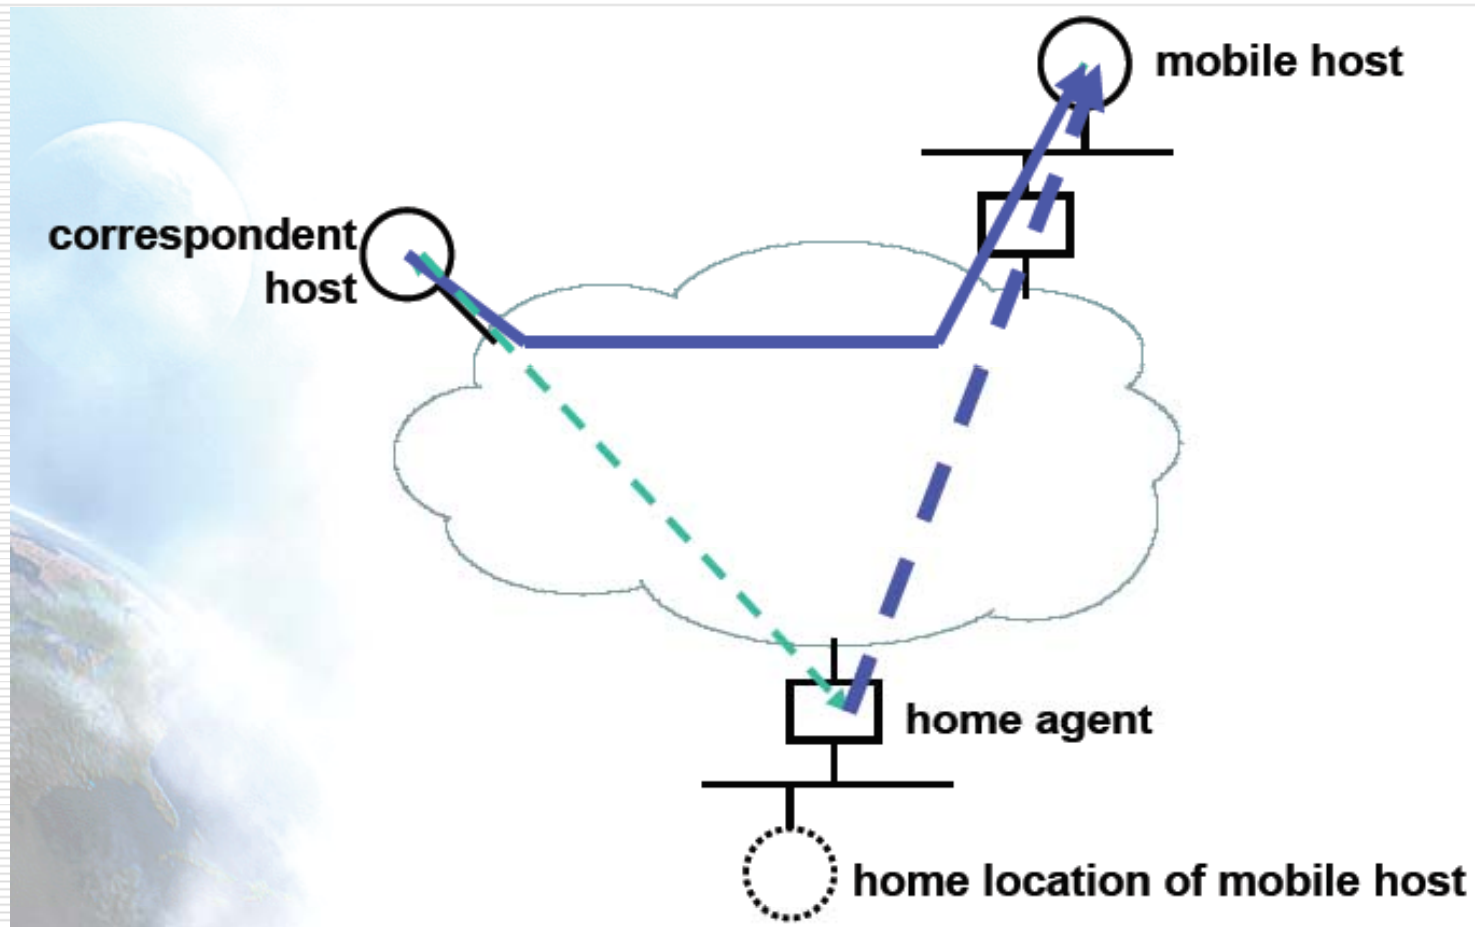 mobile host
correspondent
host
home agent
home location of mobile host